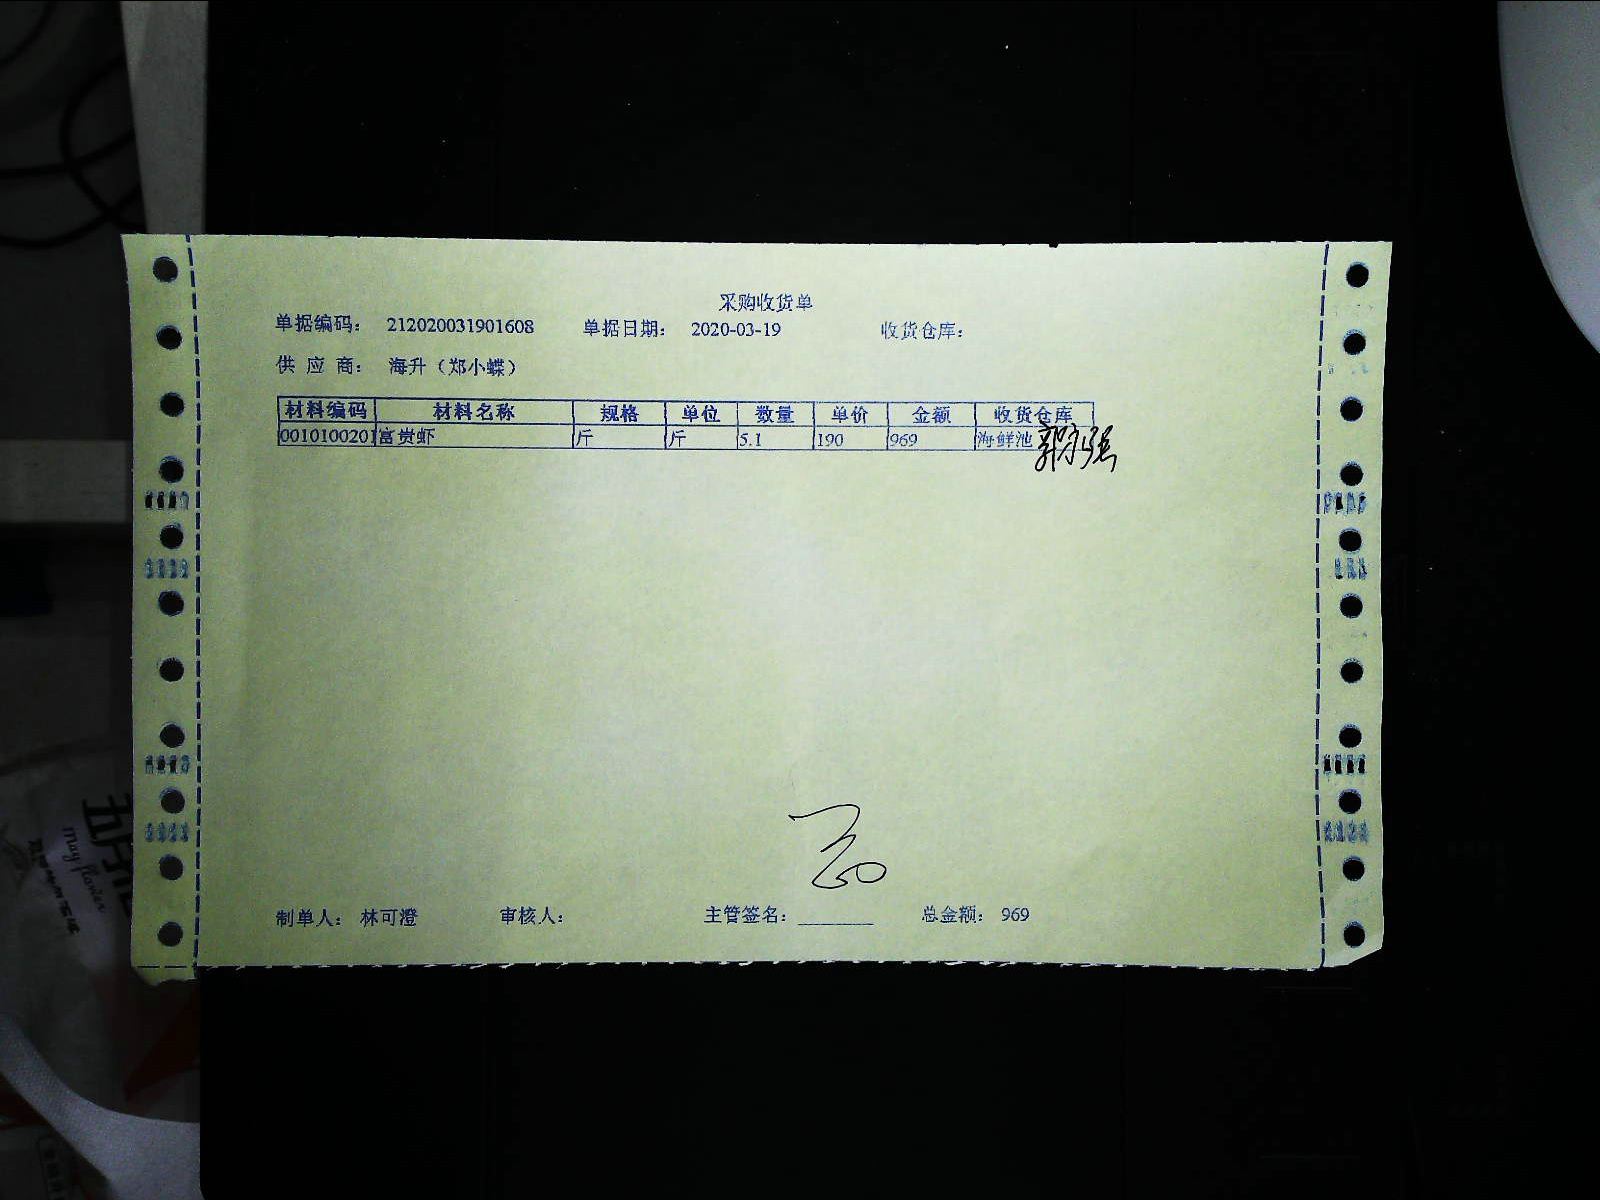 采购收货单
单据编码： 212020031901608 单据日期： 2020-03-19 收货仓库：
供 应 商： 海升（郑小蝶）
材料编码 材料名称 规格 单位 数量 单价 金额 收货仓库
0010100201 富贵虾 斤 斤 5.1 190 969 海鲜池
制单人： 林可澄 审核人： 主管签名： 总金额： 969
May flower